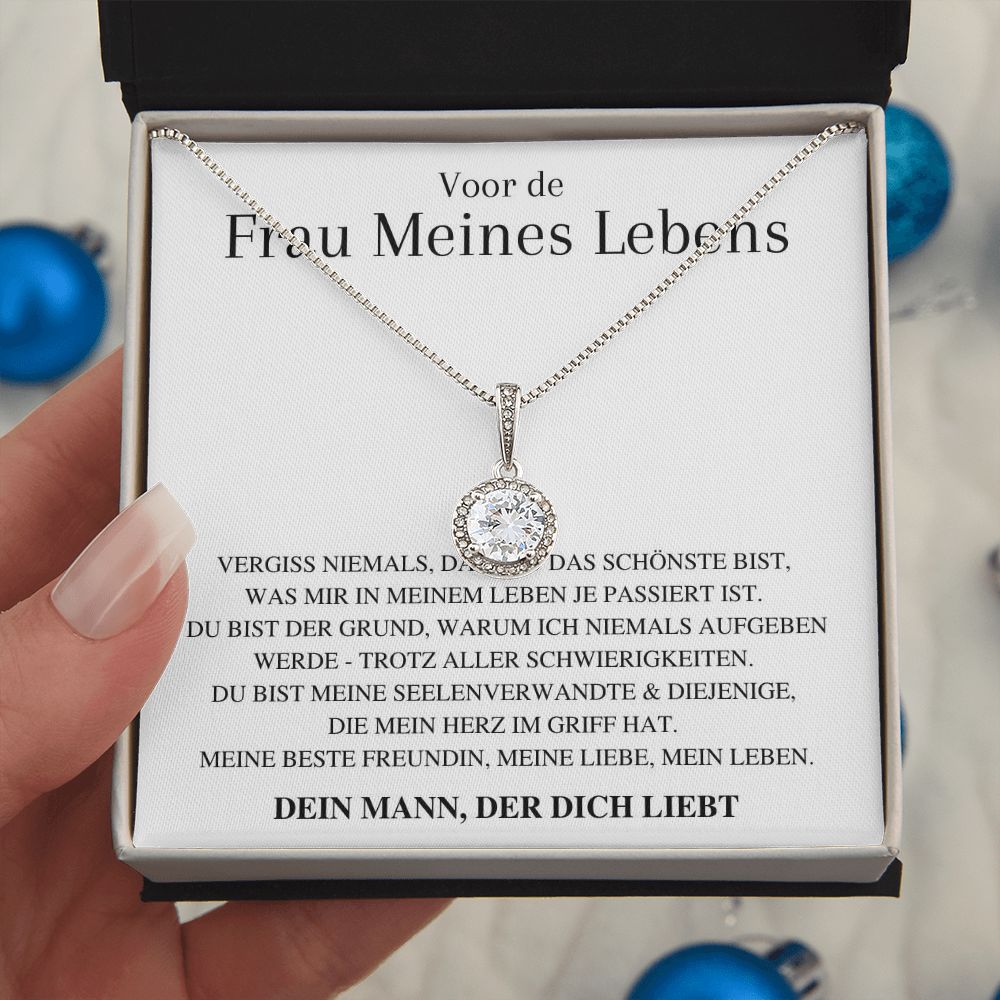 Voor de
Frau Meines Lebens
VERGISS NIEMALS, DAS SCHÖNSTE BIST,
WAS MIR IN MEINEM LEBEN JE PASSIERT IST.
DU BIST DER GRUND, WARUM ICH NIEMALS AUFGEBEN
WERDE - TROTZ ALLER SCHWIERIGKEITEN.
DU BIST MEINE SEELENVERWANDTE & DIEJENIGE,
DIE MEIN HERZ IM GRIFF HAT.
MEINE BESTE FREUNDIN, MEINE LIEBE, MEIN LEBEN.
DEIN MANN, DER DICH LIEBT